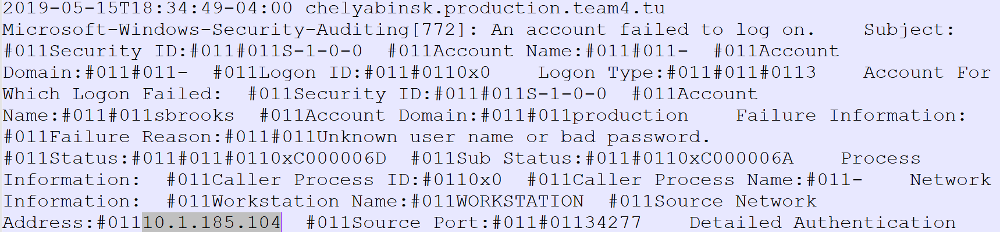 2019-05-15T18:34:49-04:00 chelyabinsk.production.team4.tu
Microsoft-Windows-Security-Auditing[772]: An account failed to log on.    Subject:
#011Security ID:#011#011S-1-0-0  #011Account Name:#011#011-  #011Account
Domain:#011#011-  #011Logon ID:#011#0110x0    Logon Type:#011#011#0113    Account For
Which Logon Failed:  #011Security ID:#011#011S-1-0-0  #011Account
Name:#011#011sbrooks  #011Account Domain:#011#011production    Failure Information:
#011Failure Reason:#011#011Unknown user name or bad password.
#011Status:#011#011#0110xC000006D  #011Sub Status:#011#0110xC000006A    Process
Information:  #011Caller Process ID:#0110x0  #011Caller Process Name:#011-    Network
Information:  #011Workstation Name:#011WORKSTATION  #011Source Network
Address:#01110.1.185.104  #011Source Port:#011#01134277    Detailed Authentication